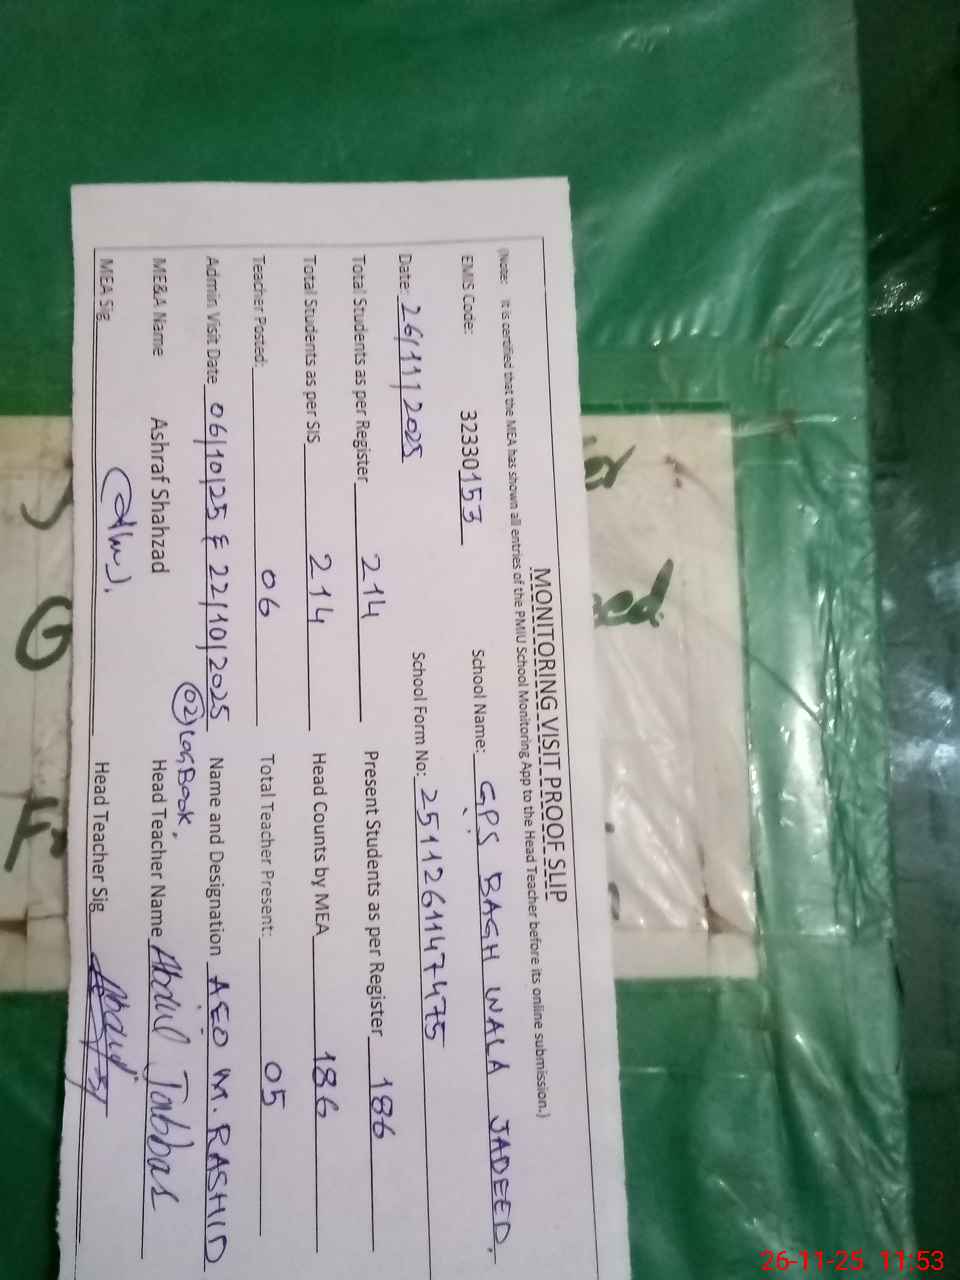 MONITORING VISIT PROOF SLIP
(Note: It is certified that the MEA has shown all entries of the PMIU School Monitoring App to the Head Teacher before its online submission.)
EMIS Code: 32330153 School Name: GPS BAGH WALA JADEED.
Date: 26/11/2025 School Form No: 2511261147475
Total Students as per Register 214 Present Students as per Register 186
Total Students as per SIS 214 Head Counts by MEA 186
Teacher Posted: 06 Total Teacher Present: 05
Admin Visit Date 06/10/25 & 22/10/2025 Name and Designation AEO M. RASHID
02) LogBook,
ME&A Name Ashraf Shahzad Head Teacher Name Abdul Jabbar
MEA Sig Head Teacher Sig
G
26-11-25 11:53